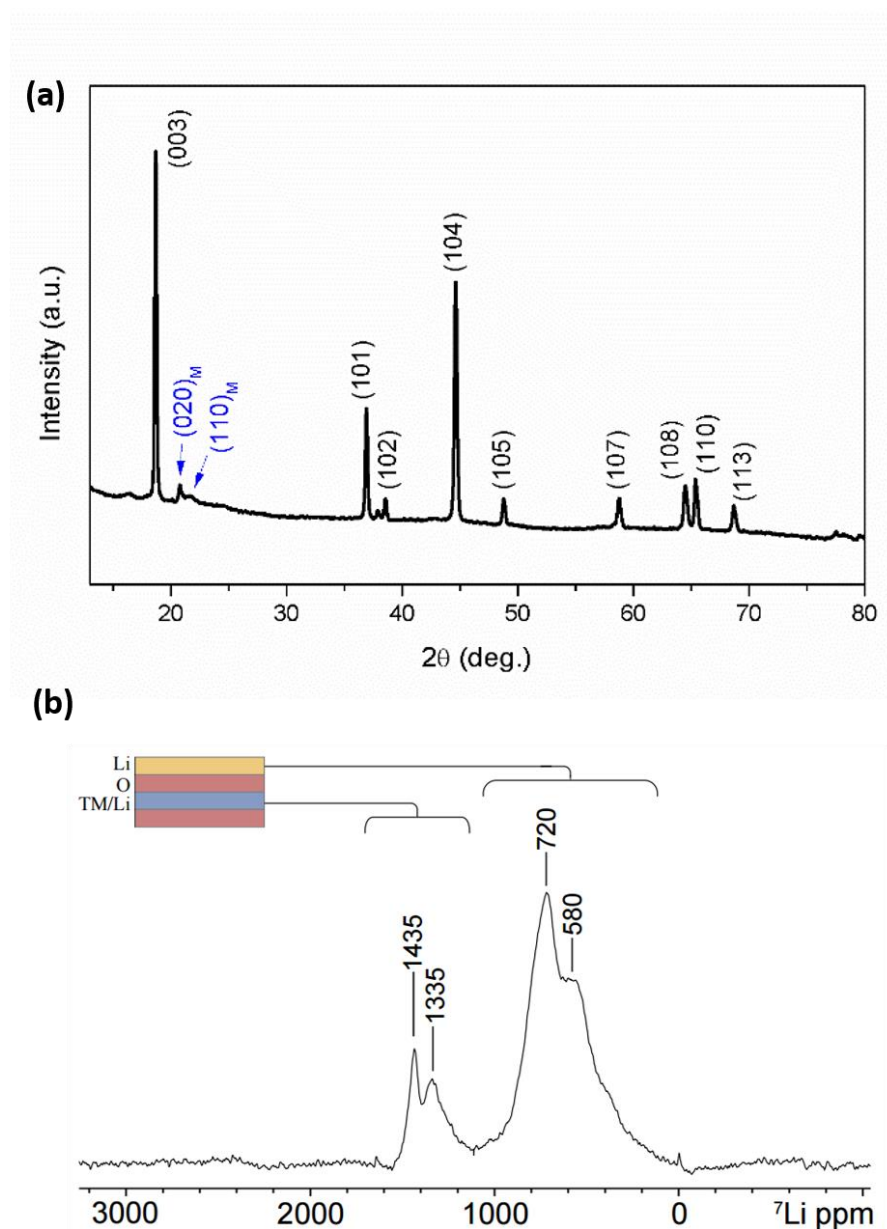 (a)
Intensity (a.u.)
(003)
(020)M
(110)M
(101)
(102)
(104)
(105)
(107)
(108)
(110)
(113)
20 30 40 50 60 70 80
2θ (deg.)
(b)
Li
O
TM/Li
1435
1335
720
580
3000 2000 1000 0 ⁷Li ppm